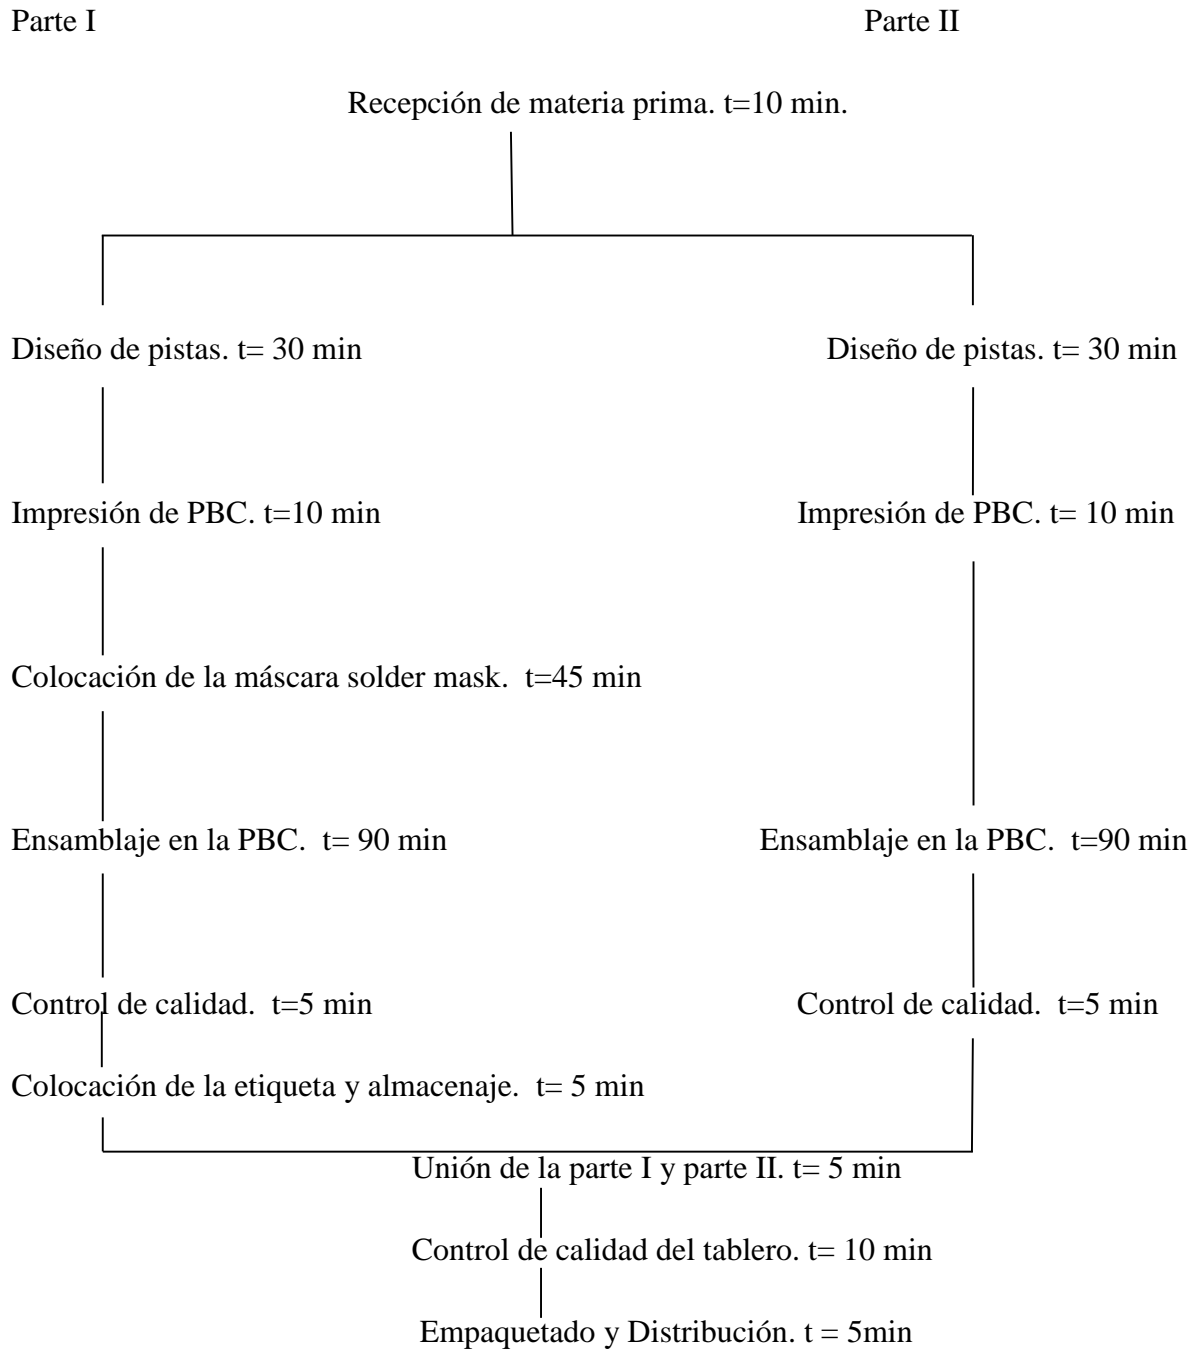 Parte I
Parte II
Recepción de materia prima. t=10 min.
Diseño de pistas. t= 30 min
Diseño de pistas. t= 30 min
Impresión de PBC. t=10 min
Impresión de PBC. t= 10 min
Colocación de la máscara solder mask.  t=45 min
Ensamblaje en la PBC.  t= 90 min
Ensamblaje en la PBC.  t=90 min
Control de calidad.  t=5 min
Control de calidad.  t=5 min
Colocación de la etiqueta y almacenaje.  t= 5 min
Unión de la parte I y parte II. t= 5 min
Control de calidad del tablero. t= 10 min
Empaquetado y Distribución. t = 5min